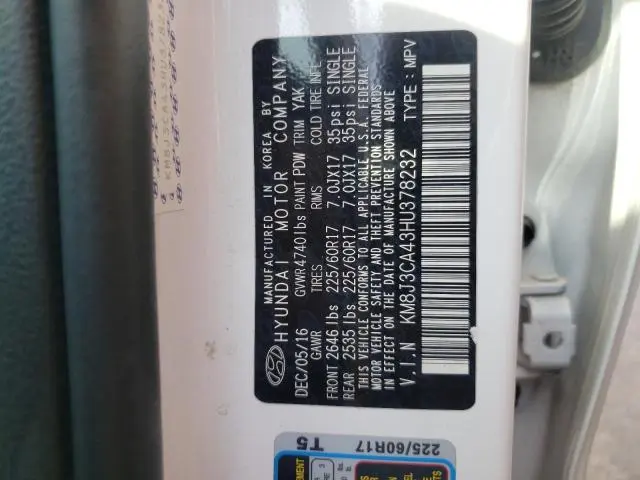 MANUFACTURED IN KOREA BY
HYUNDAI MOTOR COMPANY
DEC/05/16 GVWR 4740lbs PAINT PDW TRIM YAK
GAWR TIRES RIMS COLD TIRE INFL
FRONT 2646 lbs 225/60R17 7.0JX17 35psi SINGLE
REAR 2535 lbs 225/60R17 7.0JX17 35psi SINGLE
THIS VEHICLE CONFORMS TO ALL APPLICABLE U.S.A. FEDERAL
MOTOR VEHICLE SAFETY AND THEFT PREVENTION STANDARDS
IN EFFECT ON THE DATE OF MANUFACTURE SHOWN ABOVE
V.I.N KM8J3CA43HU378232 TYPE : MPV
T5
225/60R17